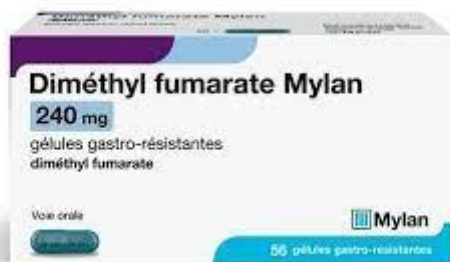 Diméthyl fumarate Mylan
240 mg
gélules gastro-résistantes
diméthyl fumarate
Voie orale
Mylan
56 gélules gastro-résistantes